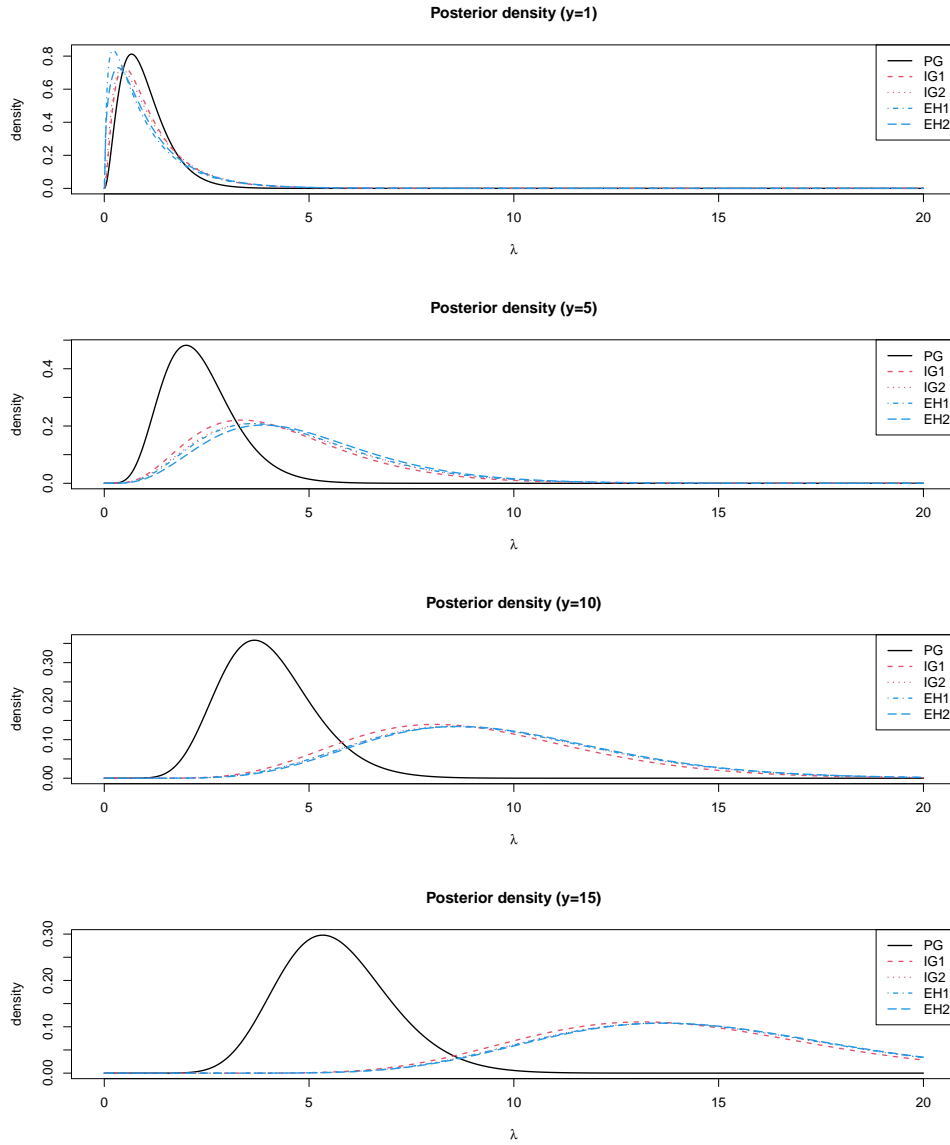 Posterior density (y=1)
density
0.0 0.2 0.4 0.6 0.8
PG
IG1
IG2
EH1
EH2
0 5 10 15 20
λ
Posterior density (y=5)
density
0.0 0.2 0.4
PG
IG1
IG2
EH1
EH2
0 5 10 15 20
λ
Posterior density (y=10)
density
0.00 0.10 0.20 0.30
PG
IG1
IG2
EH1
EH2
0 5 10 15 20
λ
Posterior density (y=15)
density
0.00 0.10 0.20 0.30
PG
IG1
IG2
EH1
EH2
0 5 10 15 20
λ